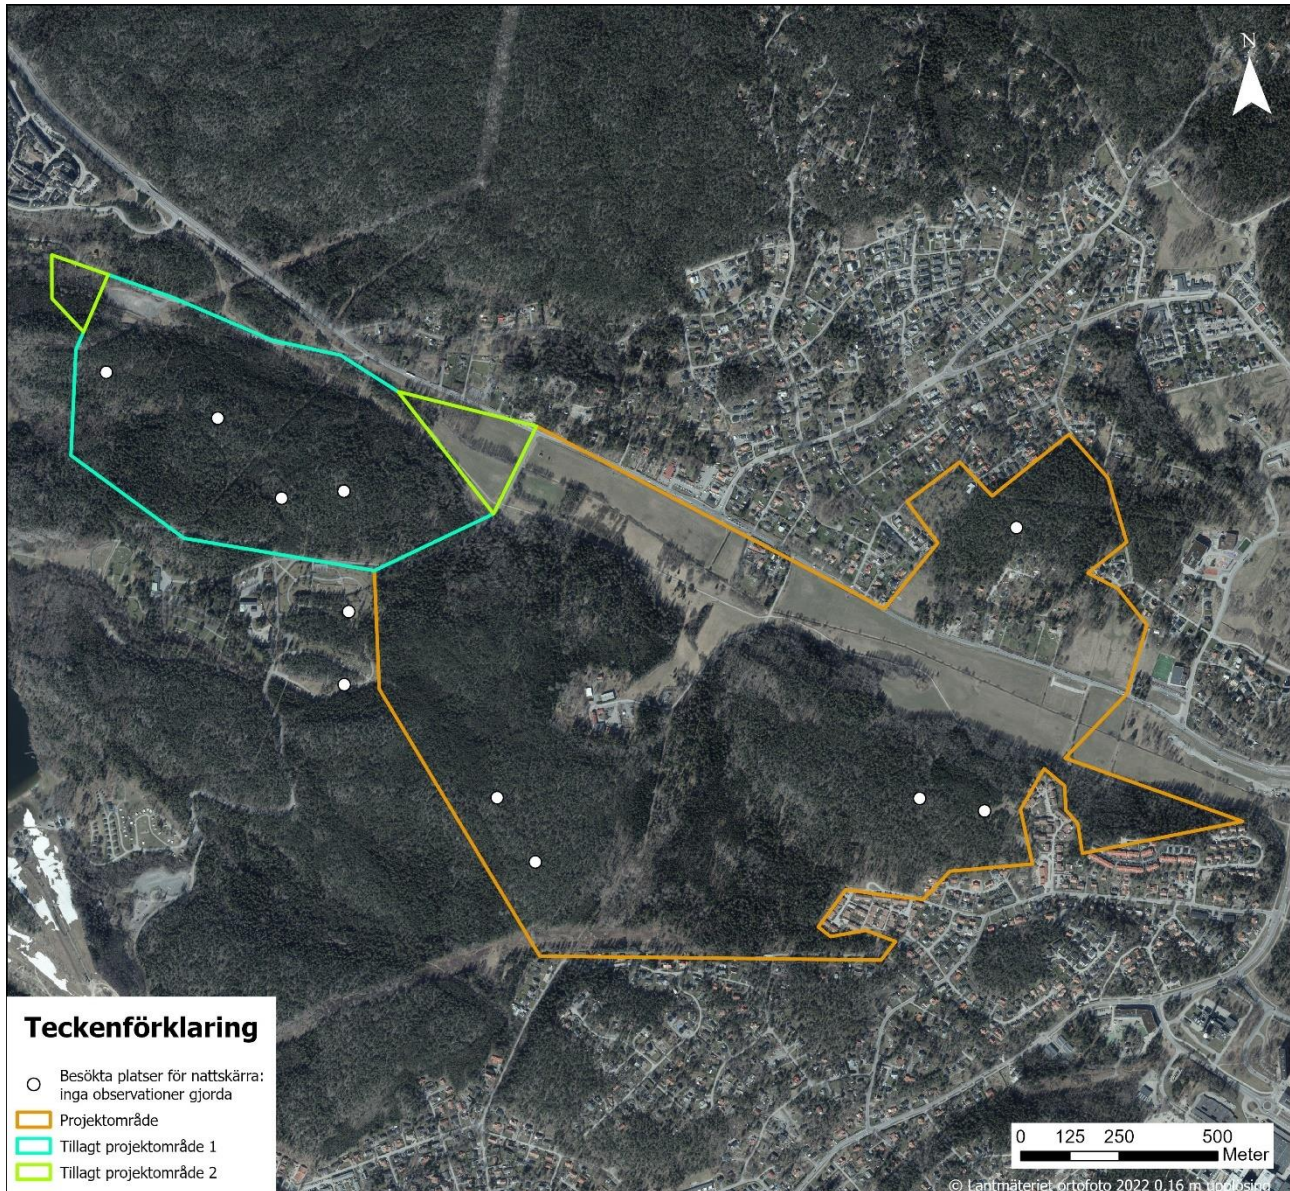 N
Teckenförklaring
Besökta platser för nattskärra:
inga observationer gjorda
Projektområde
Tillagt projektområde 1
Tillagt projektområde 2
0 125 250 500
Meter
© Lantmäteriet ortofoto 2022 0.16 m upplösing